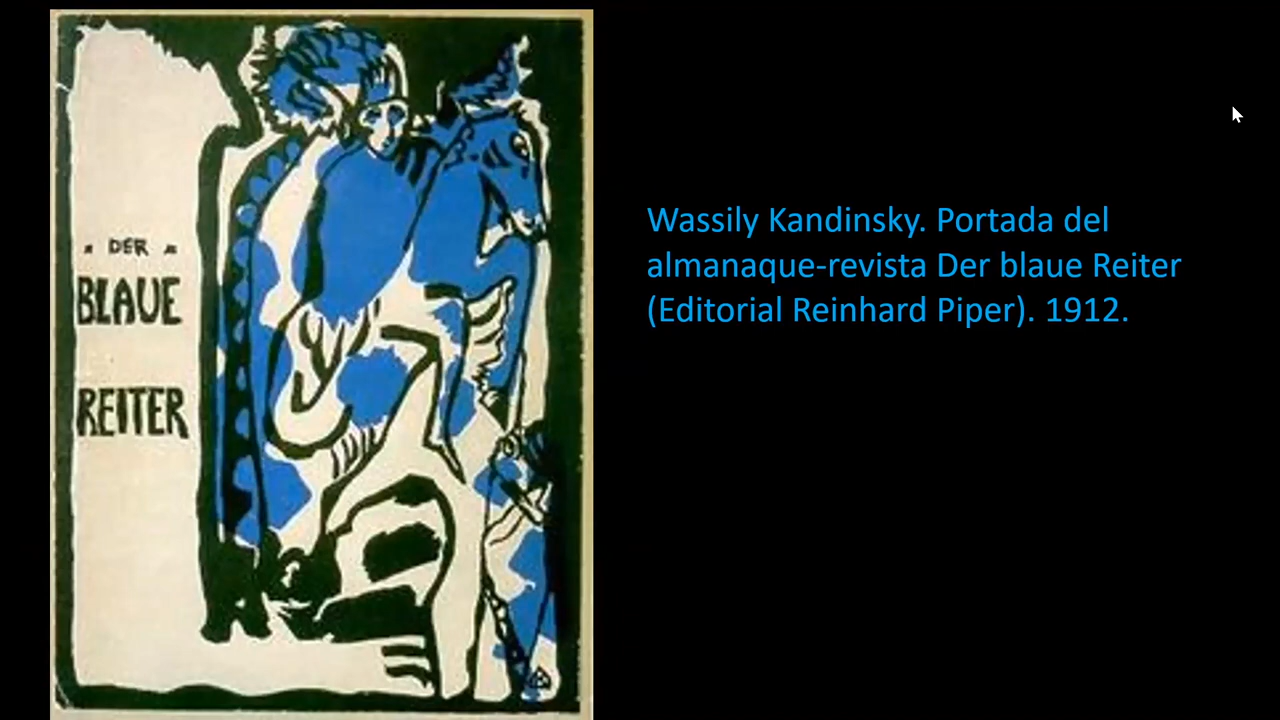 DER
BLAUE
REITER
Wassily Kandinsky. Portada del
almanaque-revista Der blaue Reiter
(Editorial Reinhard Piper). 1912.